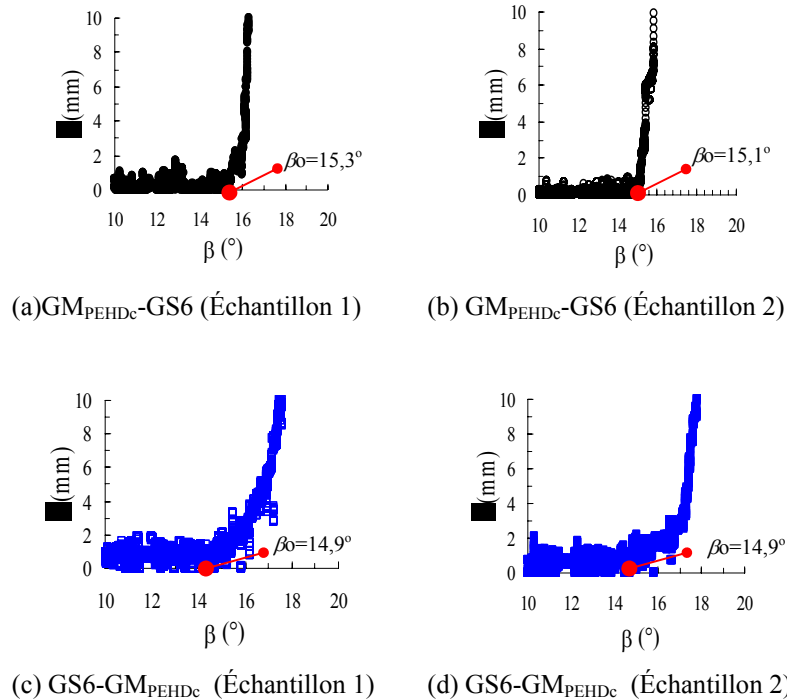 10
8
6
4
2
0
(mm)
βo=15,3°
10 12 14 16 18 20
β (°)
(a)GM_PEHDc-GS6 (Échantillon 1)
10
8
6
4
2
0
(mm)
βo=15,1°
10 12 14 16 18 20
β (°)
(b) GM_PEHDc-GS6 (Échantillon 2)
10
8
6
4
2
0
(mm)
βo=14,9°
10 12 14 16 18 20
β (°)
(c) GS6-GM_PEHDc (Échantillon 1)
10
8
6
4
2
0
(mm)
βo=14,9°
10 12 14 16 18 20
β (°)
(d) GS6-GM_PEHDc (Échantillon 2)